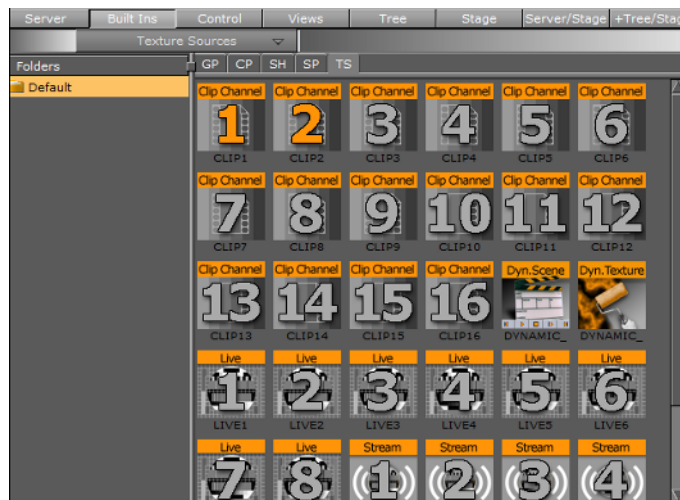 Server Built Ins Control Views Tree Stage Server/Stage +Tree/Stag
Texture Sources
Folders GP CP SH SP TS
Default
Clip Channel Clip Channel Clip Channel Clip Channel Clip Channel Clip Channel
1 2 3 4 5 6
CLIP1 CLIP2 CLIP3 CLIP4 CLIP5 CLIP6
Clip Channel Clip Channel Clip Channel Clip Channel Clip Channel Clip Channel
7 8 9 10 11 12
CLIP7 CLIP8 CLIP9 CLIP10 CLIP11 CLIP12
Clip Channel Clip Channel Clip Channel Clip Channel Dyn.Scene Dyn.Texture
13 14 15 16
CLIP13 CLIP14 CLIP15 CLIP16 DYNAMIC_ DYNAMIC_
Live Live Live Live Live Live
1 2 3 4 5 6
LIVE1 LIVE2 LIVE3 LIVE4 LIVE5 LIVE6
Live Live Stream Stream Stream Stream
7 8 1 2 3 4